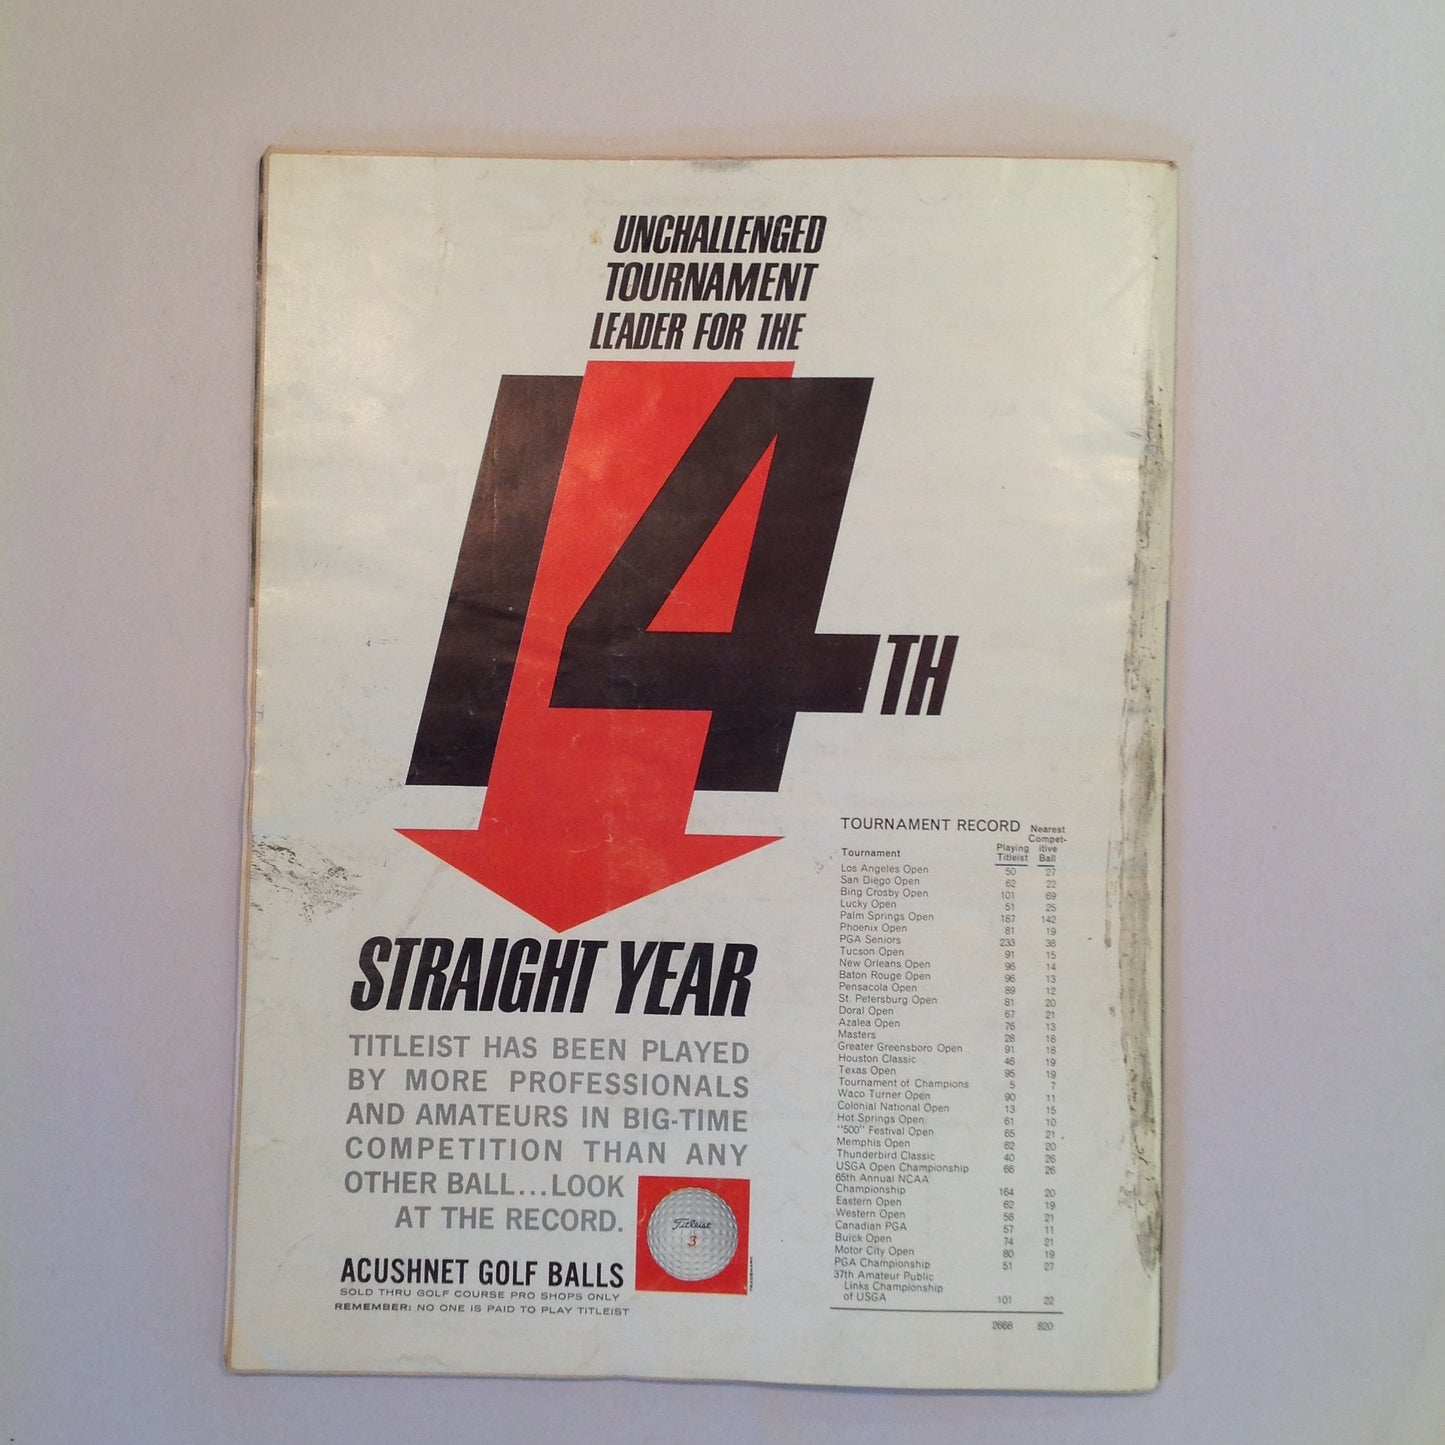 UNCHALLENGED
TOURNAMENT
LEADER FOR THE
14TH
STRAIGHT YEAR
TITLEIST HAS BEEN PLAYED
BY MORE PROFESSIONALS
AND AMATEURS IN BIG-TIME
COMPETITION THAN ANY
OTHER BALL...LOOK
AT THE RECORD.
Titleist
3
TRADEMARK
ACUSHNET GOLF BALLS
SOLD THRU GOLF COURSE PRO SHOPS ONLY
REMEMBER: NO ONE IS PAID TO PLAY TITLEIST
TOURNAMENT RECORD
Tournament Playing Titleist Nearest Competitive Ball
Los Angeles Open 50 27
San Diego Open 62 22
Bing Crosby Open 101 69
Lucky Open 51 25
Palm Springs Open 187 142
Phoenix Open 81 19
PGA Seniors 233 38
Tucson Open 91 15
New Orleans Open 96 14
Baton Rouge Open 96 13
Pensacola Open 89 12
St. Petersburg Open 81 20
Doral Open 67 21
Azalea Open 76 13
Masters 28 18
Greater Greensboro Open 91 18
Houston Classic 46 19
Texas Open 95 19
Tournament of Champions 5 7
Waco Turner Open 90 11
Colonial National Open 13 15
Hot Springs Open 61 10
"500" Festival Open 65 21
Memphis Open 62 20
Thunderbird Classic 40 26
USGA Open Championship 66 26
65th Annual NCAA
Championship 164 20
Eastern Open 62 19
Western Open 56 21
Canadian PGA 57 11
Buick Open 74 21
Motor City Open 80 19
PGA Championship 51 27
37th Amateur Public
Links Championship
of USGA 101 22
2668 820